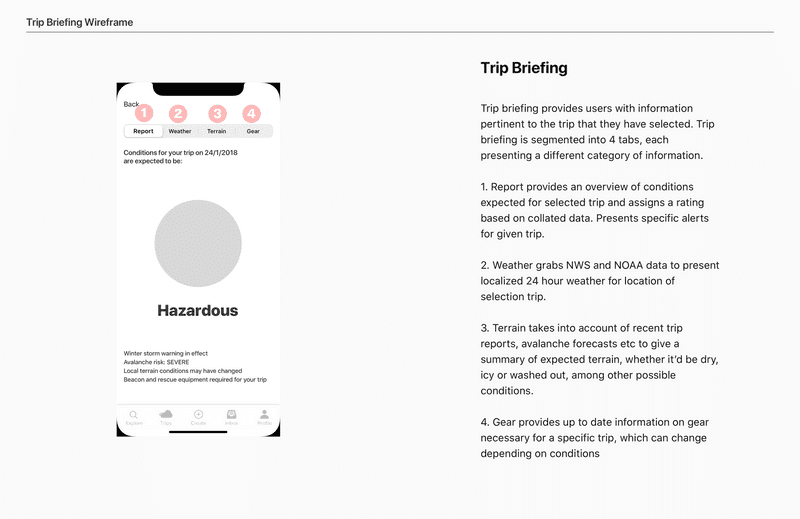 Trip Briefing Wireframe
Back
1 2 3 4
Report Weather Terrain Gear
Conditions for your trip on 24/1/2018
are expected to be:
Hazardous
Winter storm warning in effect
Avalanche risk: SEVERE
Local terrain conditions may have changed
Beacon and rescue equipment required for your trip
Explore Trips Create Inbox Profile
Trip Briefing
Trip briefing provides users with information
pertinent to the trip that they have selected. Trip
briefing is segmented into 4 tabs, each
presenting a different category of information.
1. Report provides an overview of conditions
expected for selected trip and assigns a rating
based on collated data. Presents specific alerts
for given trip.
2. Weather grabs NWS and NOAA data to present
localized 24 hour weather for location of
selection trip.
3. Terrain takes into account of recent trip
reports, avalanche forecasts etc to give a
summary of expected terrain, whether it'd be dry,
icy or washed out, among other possible
conditions.
4. Gear provides up to date information on gear
necessary for a specific trip, which can change
depending on conditions